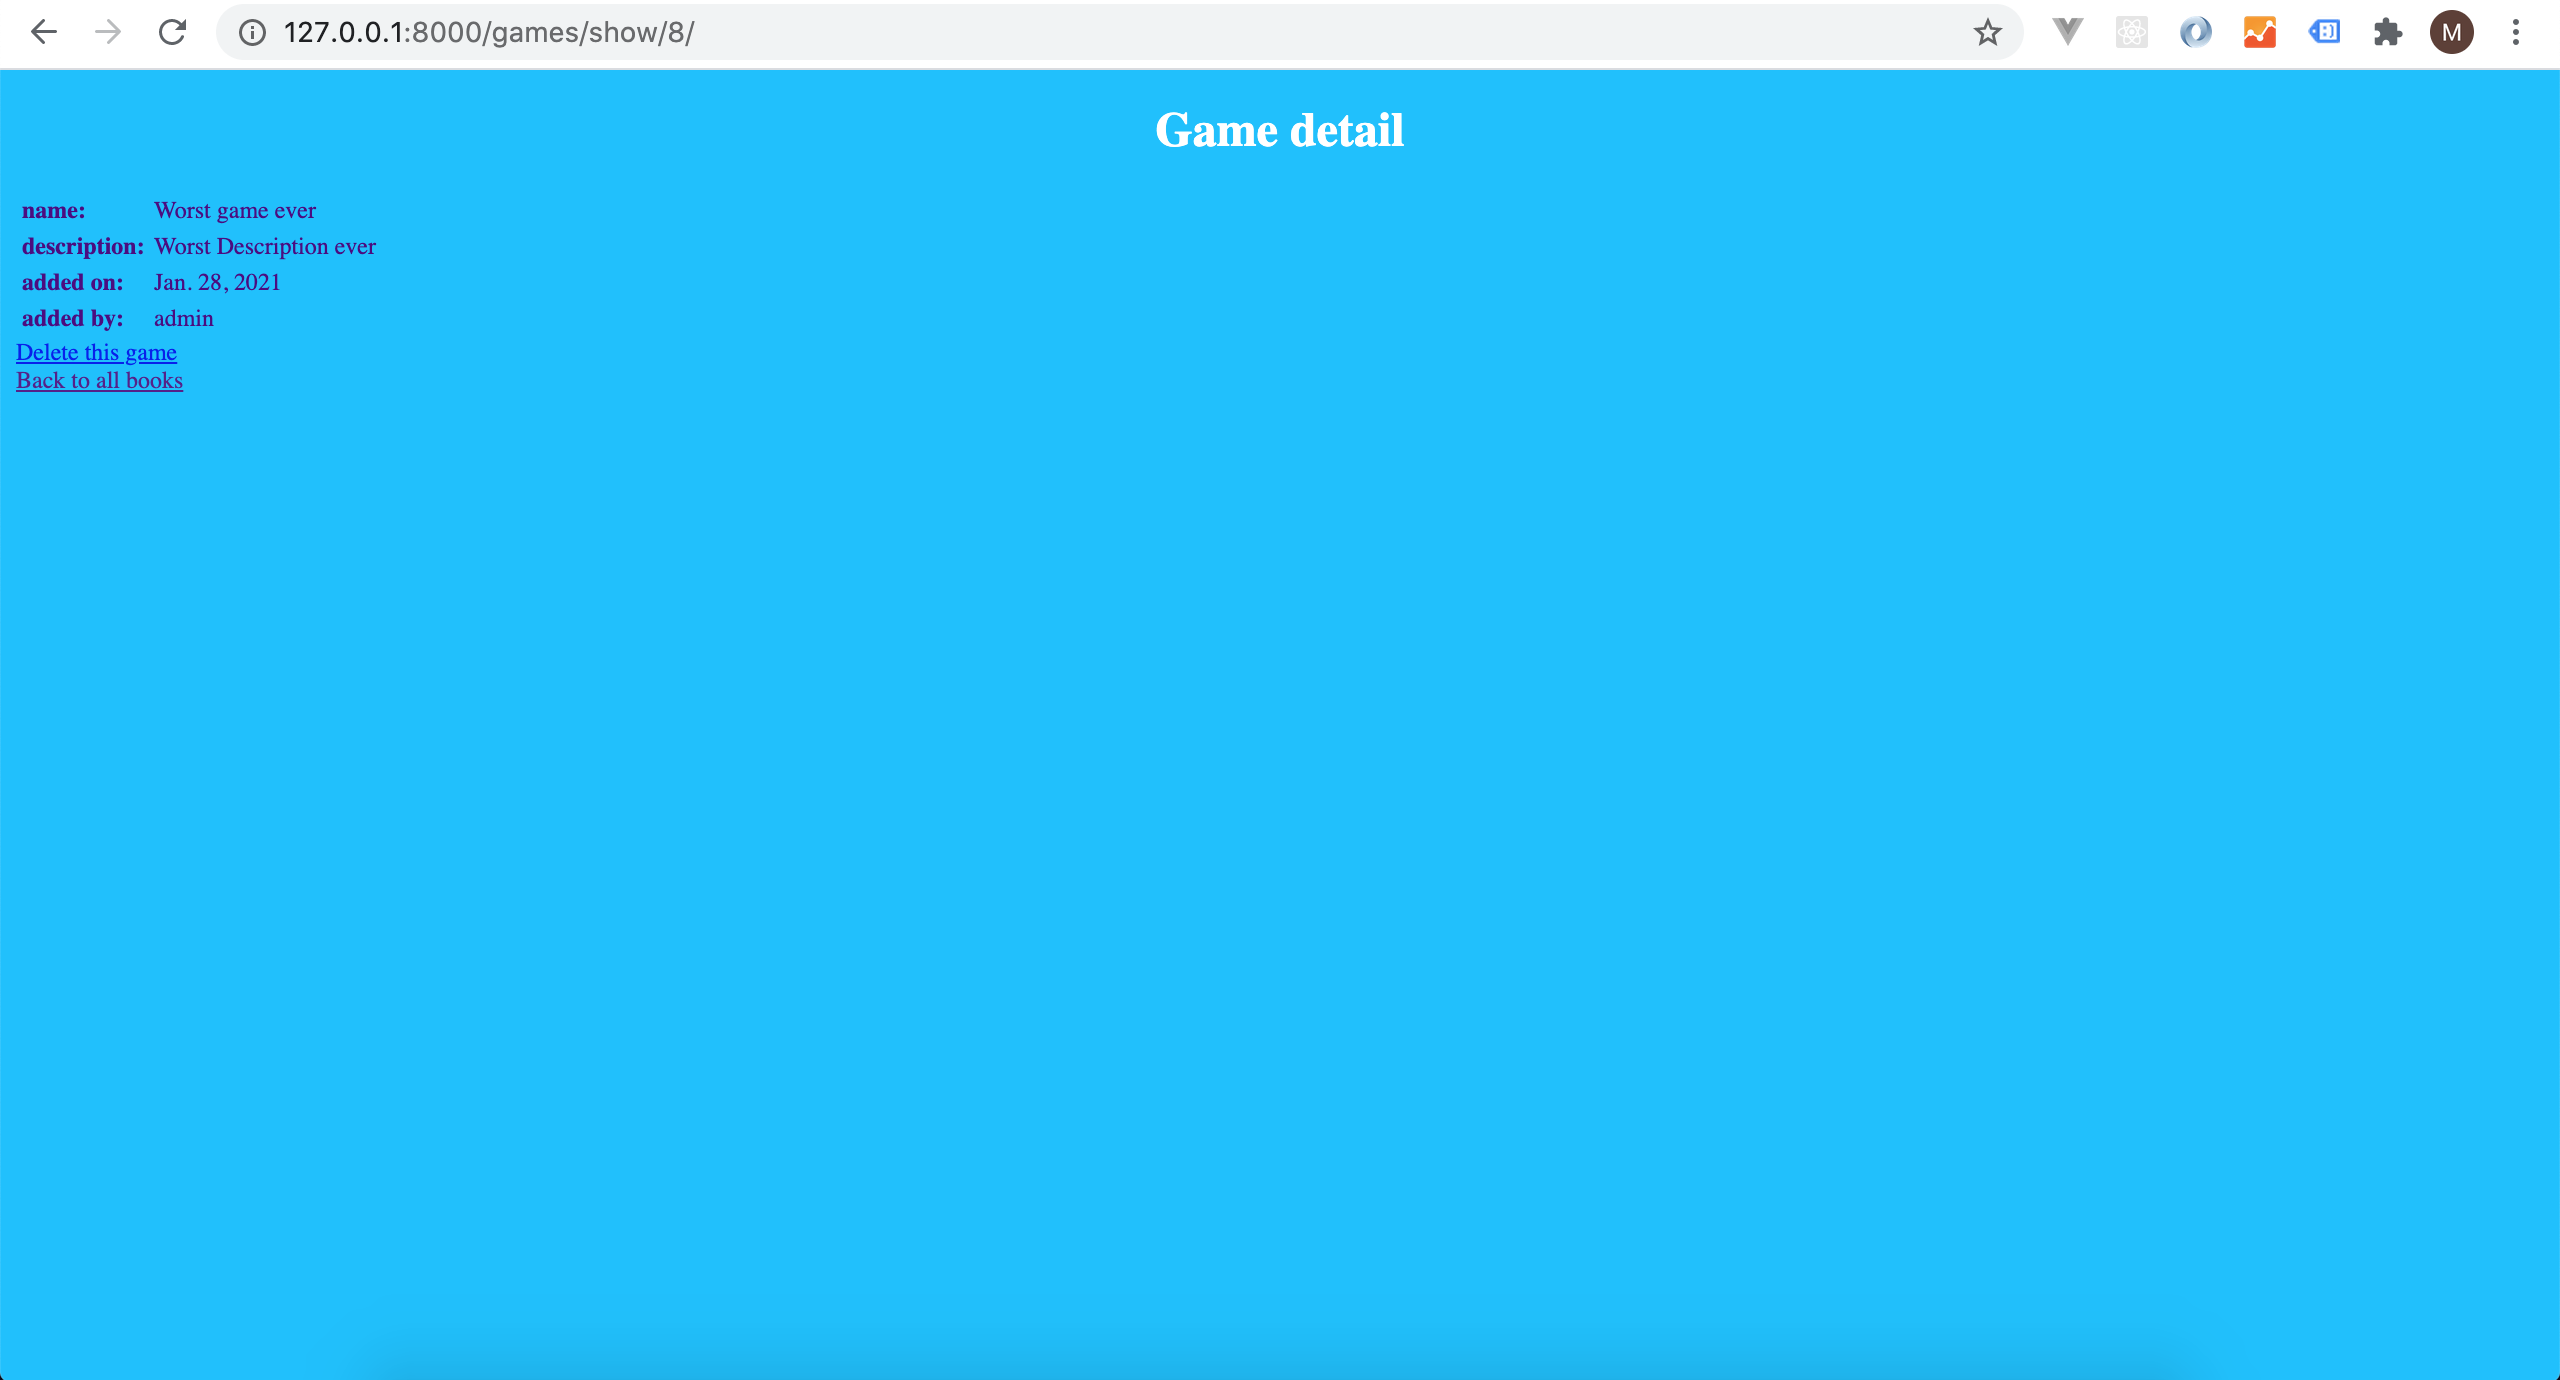 127.0.0.1:8000/games/show/8/
M
Game detail
name: Worst game ever
description: Worst Description ever
added on: Jan. 28, 2021
added by: admin
Delete this game
Back to all books